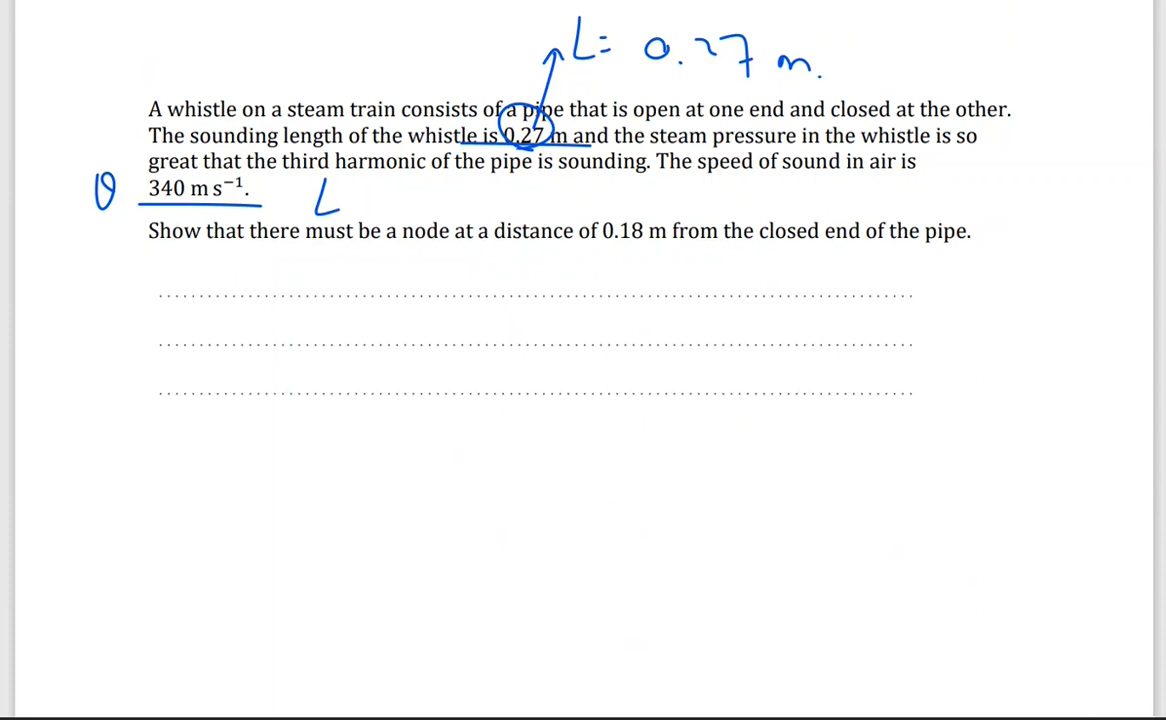 L = 0.27 m.
A whistle on a steam train consists of a pipe that is open at one end and closed at the other.
The sounding length of the whistle is 0.27 m and the steam pressure in the whistle is so
great that the third harmonic of the pipe is sounding. The speed of sound in air is
340 m s⁻¹.
L
Show that there must be a node at a distance of 0.18 m from the closed end of the pipe.